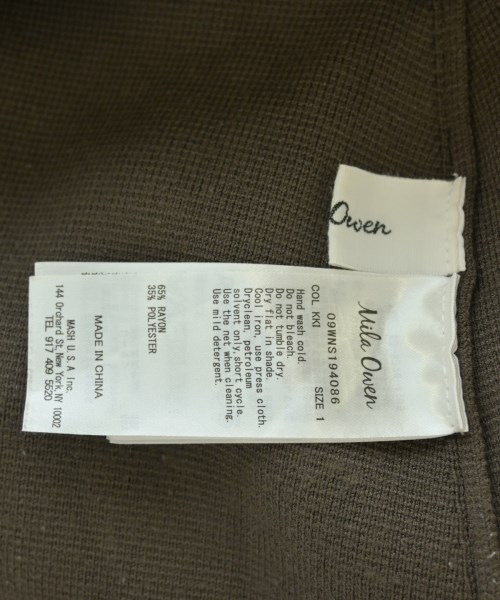 Owen
Mila Owen
09WNS194086
COL KKI SIZE 1
Hand wash cold.
Do not bleach.
Do not tumble dry.
Dry flat in shade.
Cool iron, use press cloth.
Dryclean, petroleum
solvent only, short cycle.
Use the net when cleaning.
Use mild detergent.
65% RAYON
35% POLYESTER
MADE IN CHINA
MASH U.S.A Inc.
144 Orchard St, New York, NY 10002
TEL 917 409 5520